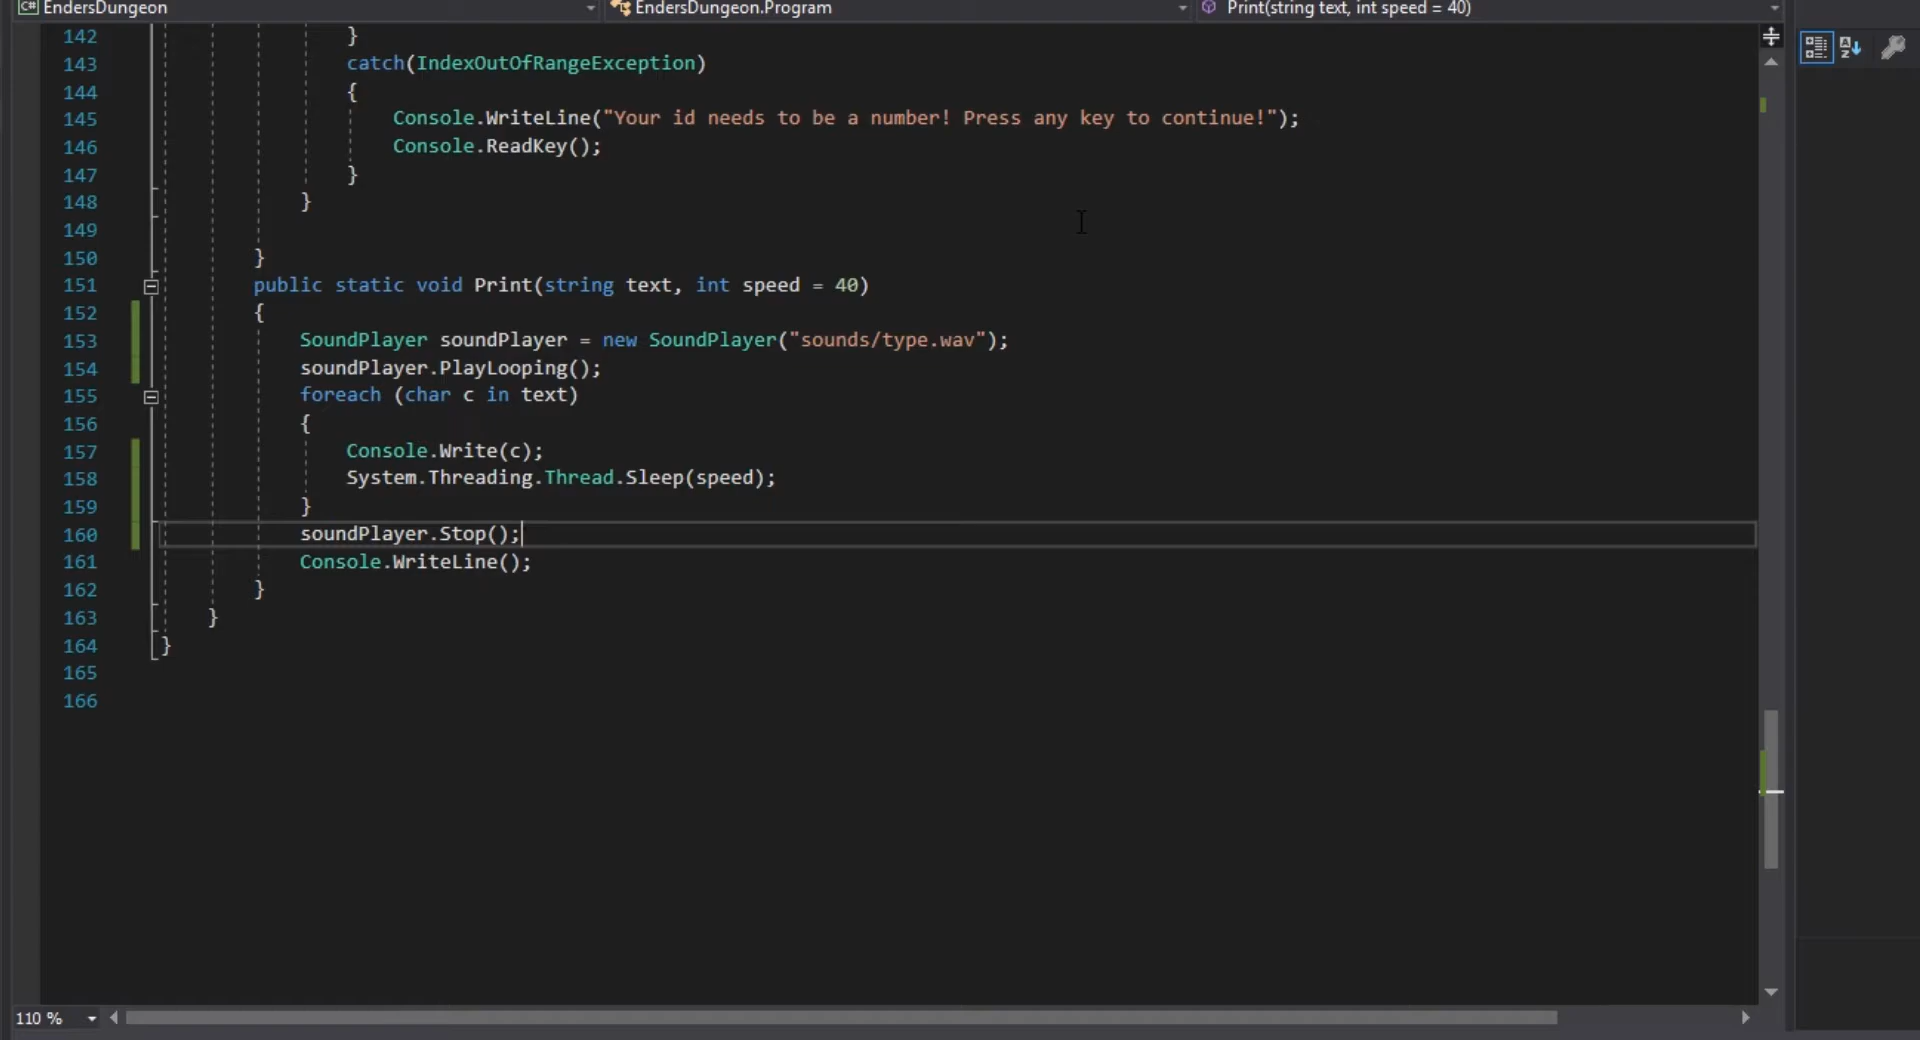 C# EndersDungeon
EndersDungeon.Program
Print(string text, int speed = 40)
142 }
143 catch(IndexOutOfRangeException)
144 {
145 Console.WriteLine("Your id needs to be a number! Press any key to continue!");
146 Console.ReadKey();
147 }
148 }
149
150 }
151 public static void Print(string text, int speed = 40)
152 {
153 SoundPlayer soundPlayer = new SoundPlayer("sounds/type.wav");
154 soundPlayer.PlayLooping();
155 foreach (char c in text)
156 {
157 Console.Write(c);
158 System.Threading.Thread.Sleep(speed);
159 }
160 soundPlayer.Stop();
161 Console.WriteLine();
162 }
163 }
164 }
165
166
110 %